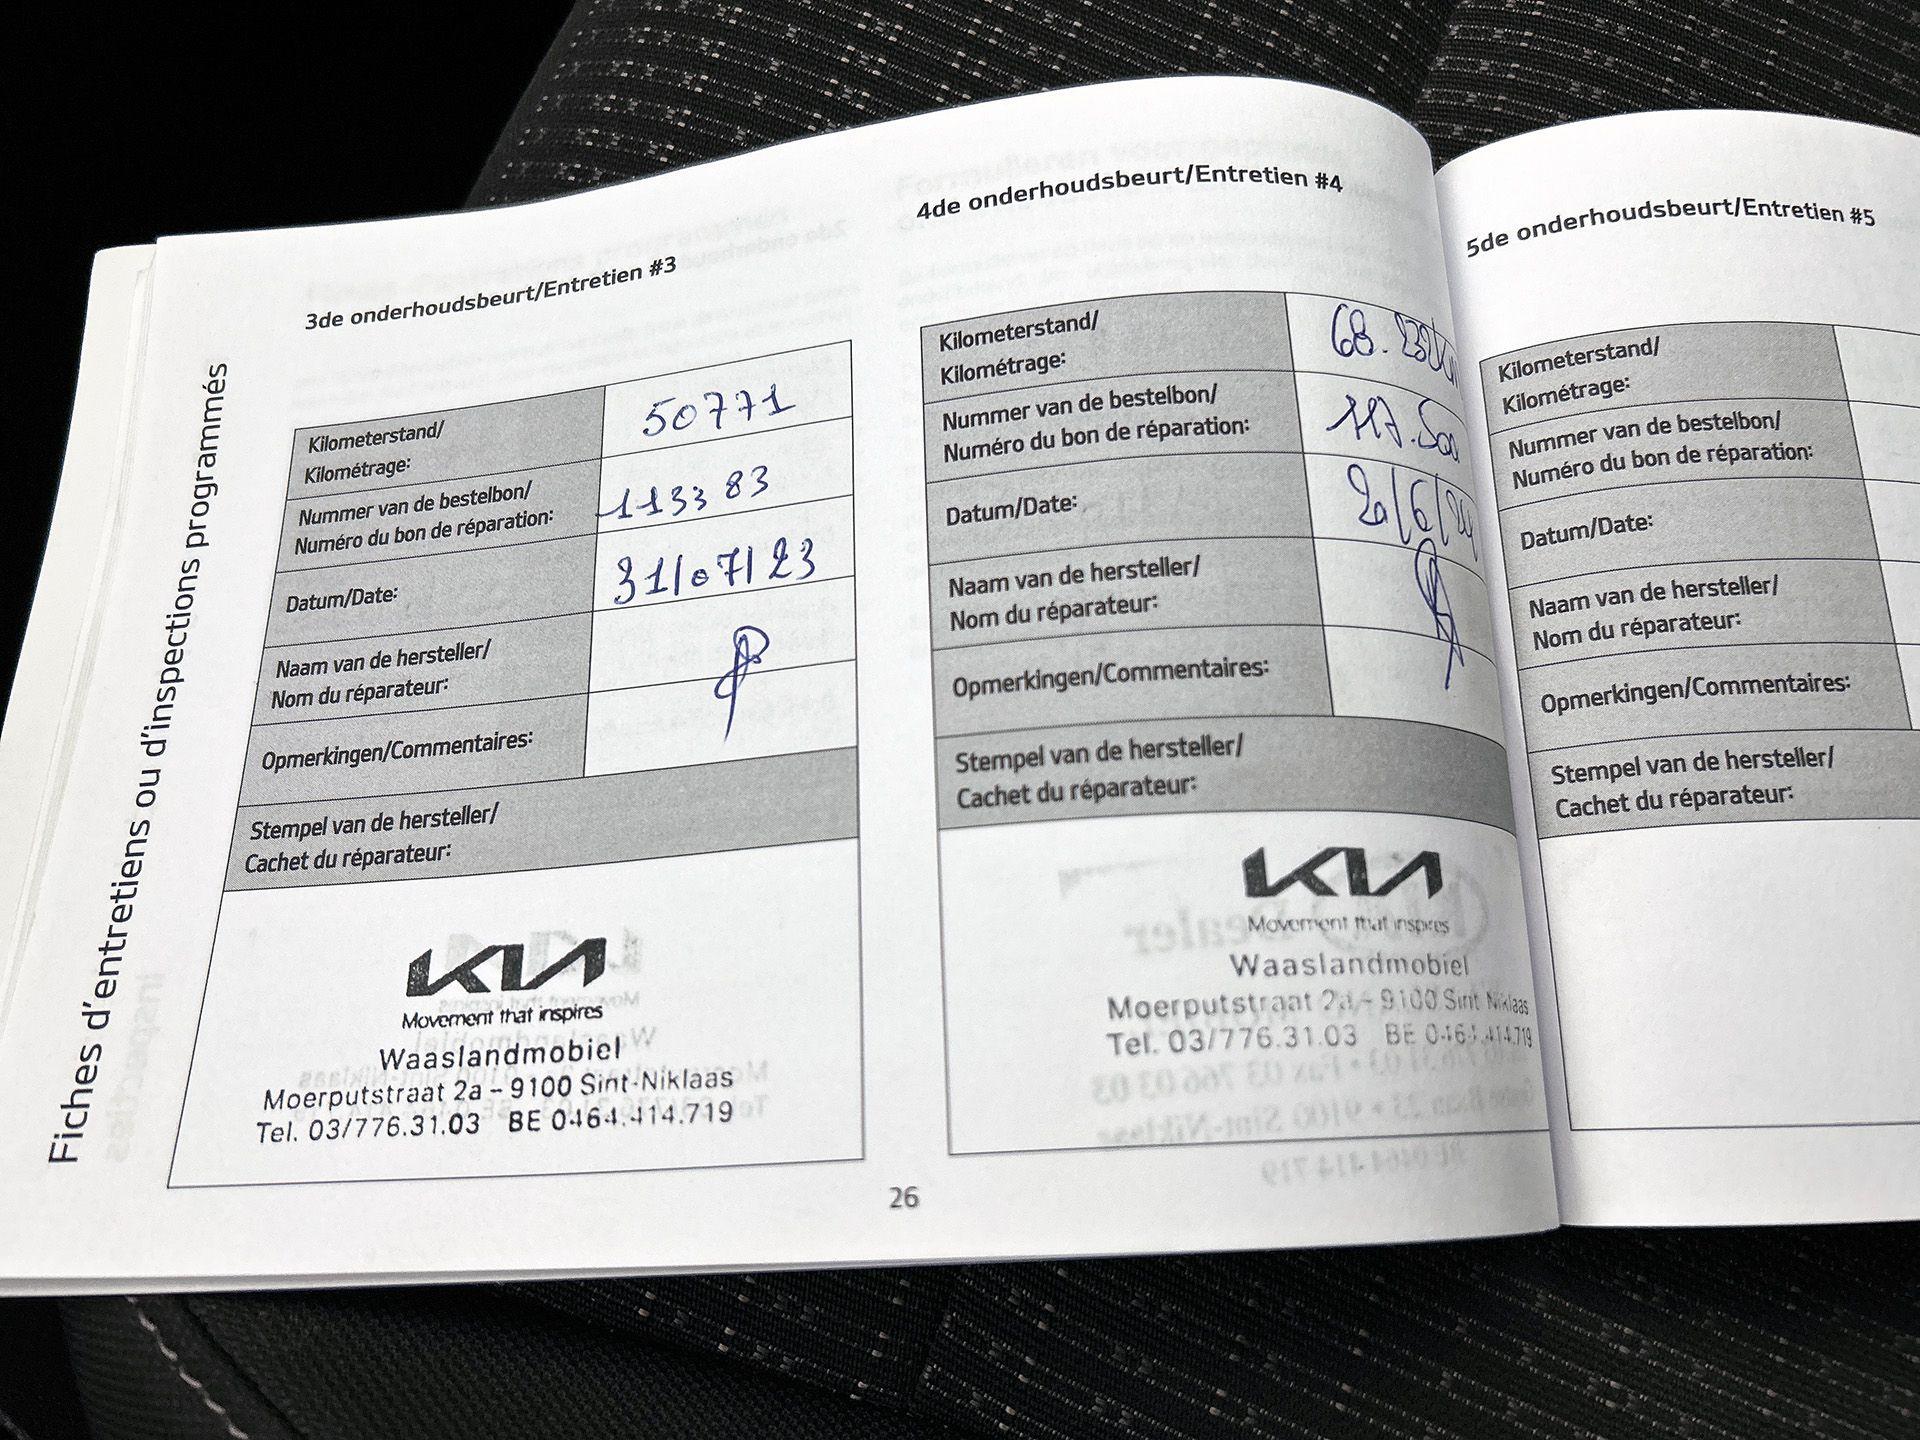 Fiches d'entretiens ou d'inspections programmés
3de onderhoudsbeurt/Entretien #3
Kilometerstand/
Kilométrage:
50771
Nummer van de bestelbon/
Numéro du bon de réparation:
113383
Datum/Date:
31/07/23
Naam van de hersteller/
Nom du réparateur:
Opmerkingen/Commentaires:
Stempel van de hersteller/
Cachet du réparateur:
KIA
Movement that inspires
Waaslandmobiel
Moerputstraat 2a – 9100 Sint-Niklaas
Tel. 03/776.31.03 BE 0464.414.719
4de onderhoudsbeurt/Entretien #4
Kilometerstand/
Kilométrage:
68.232km
Nummer van de bestelbon/
Numéro du bon de réparation:
117.500
Datum/Date:
20/6/24
Naam van de hersteller/
Nom du réparateur:
Opmerkingen/Commentaires:
Stempel van de hersteller/
Cachet du réparateur:
KIA
Movement that inspires
Waaslandmobiel
Moerputstraat 2a – 9100 Sint Niklaas
Tel. 03/776.31.03 BE 0464.414.719
26
5de onderhoudsbeurt/Entretien #5
Kilometerstand/
Kilométrage:
Nummer van de bestelbon/
Numéro du bon de réparation:
Datum/Date:
Naam van de hersteller/
Nom du réparateur:
Opmerkingen/Commentaires:
Stempel van de hersteller/
Cachet du réparateur: